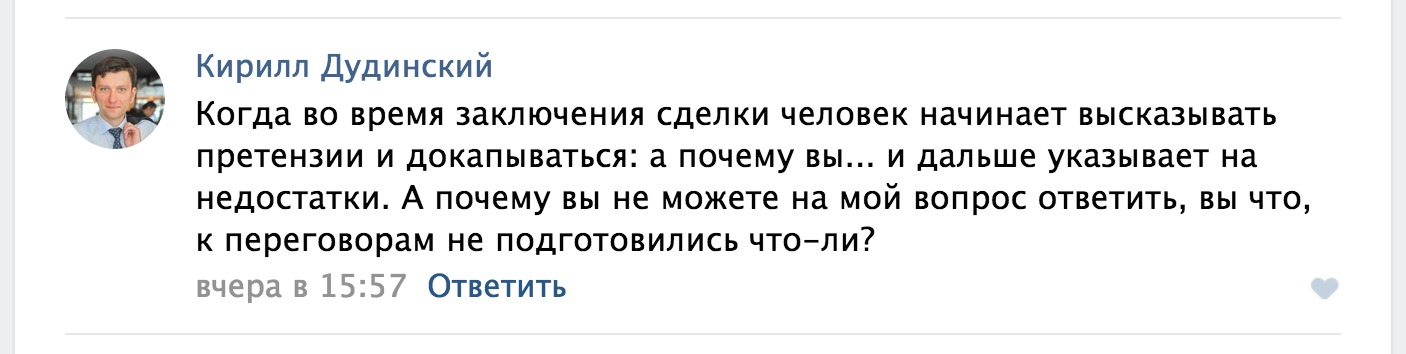 Кирилл Дудинский
Когда во время заключения сделки человек начинает высказывать
претензии и докапываться: а почему вы... и дальше указывает на
недостатки. А почему вы не можете на мой вопрос ответить, вы что,
к переговорам не подготовились что-ли?
вчера в 15:57 Ответить